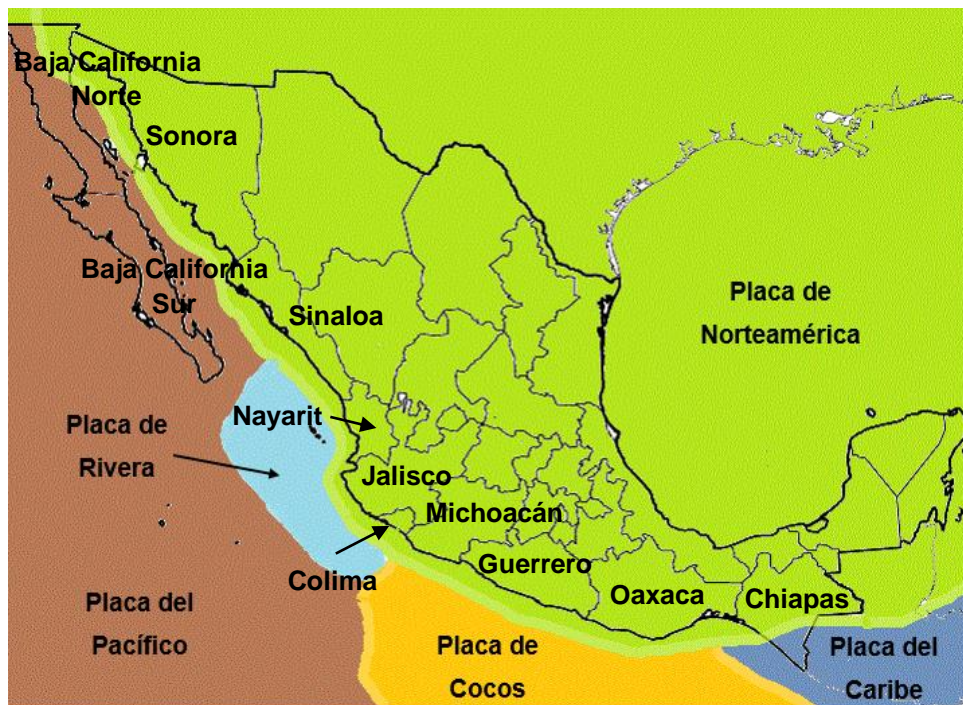 Baja California
Norte
Sonora
Baja California
Sur
Sinaloa
Placa de
Norteamérica
Nayarit
Placa de
Rivera
Jalisco
Michoacán
Guerrero
Colima
Oaxaca
Chiapas
Placa del
Pacífico
Placa de
Cocos
Placa del
Caribe